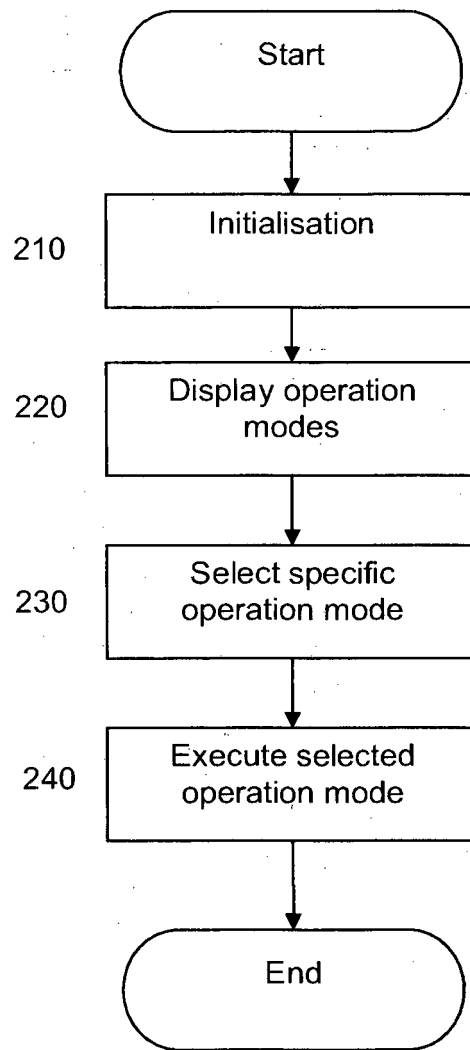 Start
210
Initialisation
220
Display operation
modes
230
Select specific
operation mode
240
Execute selected
operation mode
End